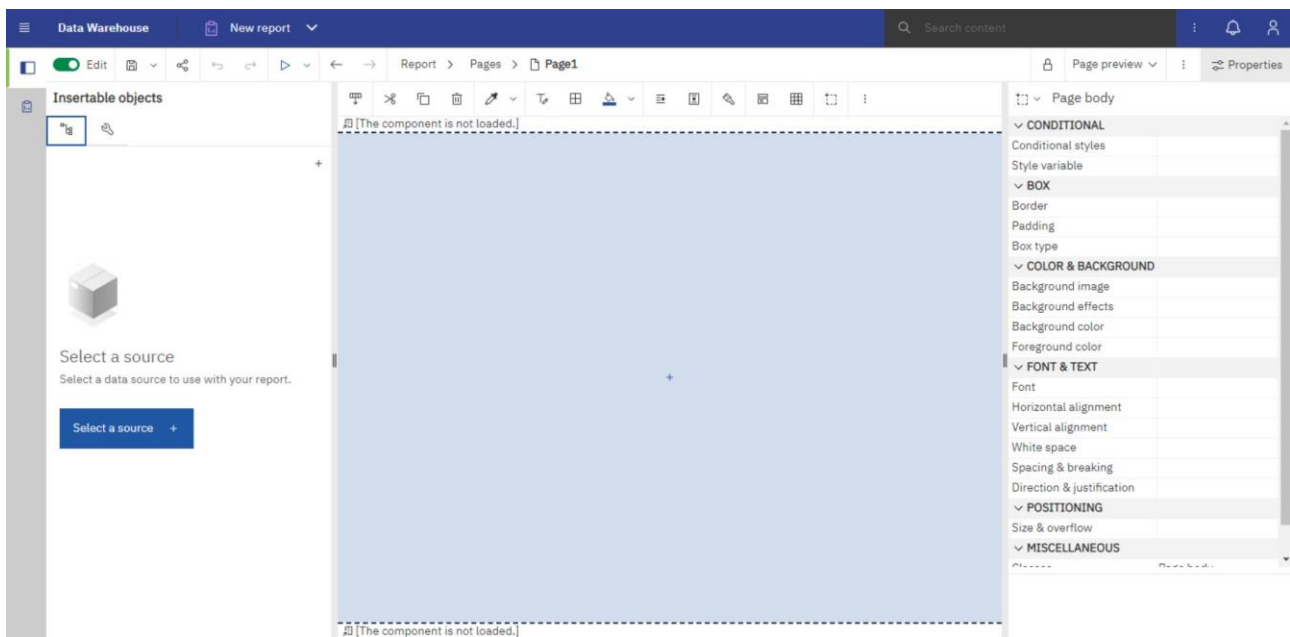 Data Warehouse
New report
Search content
Edit
Report > Pages > Page1
Page preview
Properties
Insertable objects
[The component is not loaded.]
Page body
CONDITIONAL
Conditional styles
Style variable
BOX
Border
Padding
Box type
COLOR & BACKGROUND
Background image
Background effects
Background color
Foreground color
FONT & TEXT
Font
Horizontal alignment
Vertical alignment
White space
Spacing & breaking
Direction & justification
POSITIONING
Size & overflow
MISCELLANEOUS
Select a source
Select a data source to use with your report.
Select a source +
[The component is not loaded.]